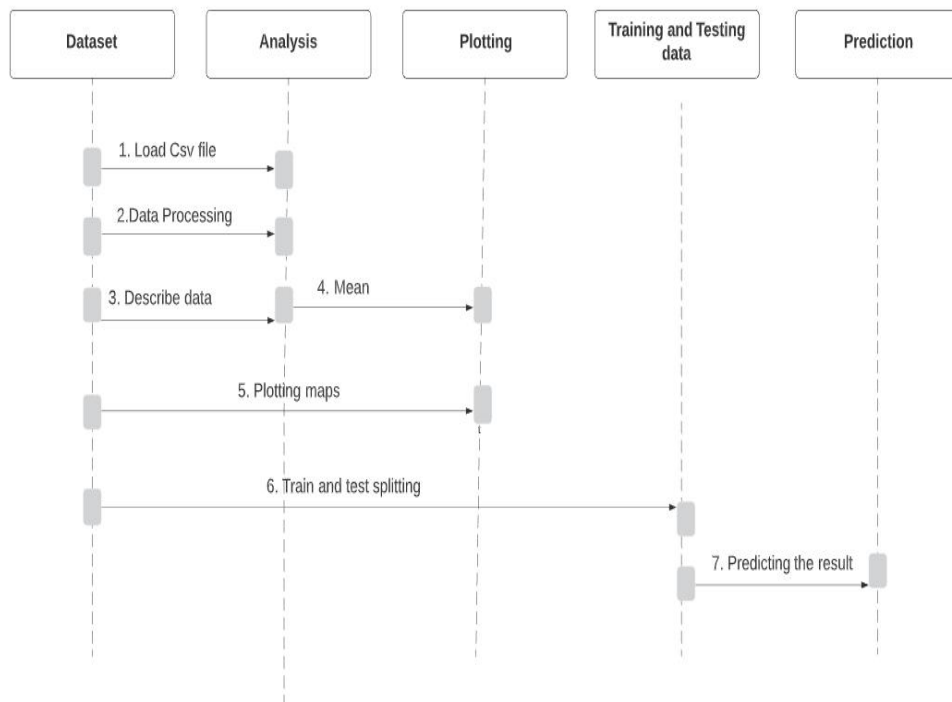 Dataset
Analysis
Plotting
Training and Testing
data
Prediction
1. Load Csv file
2.Data Processing
3. Describe data
4. Mean
5. Plotting maps
t
6. Train and test splitting
7. Predicting the result